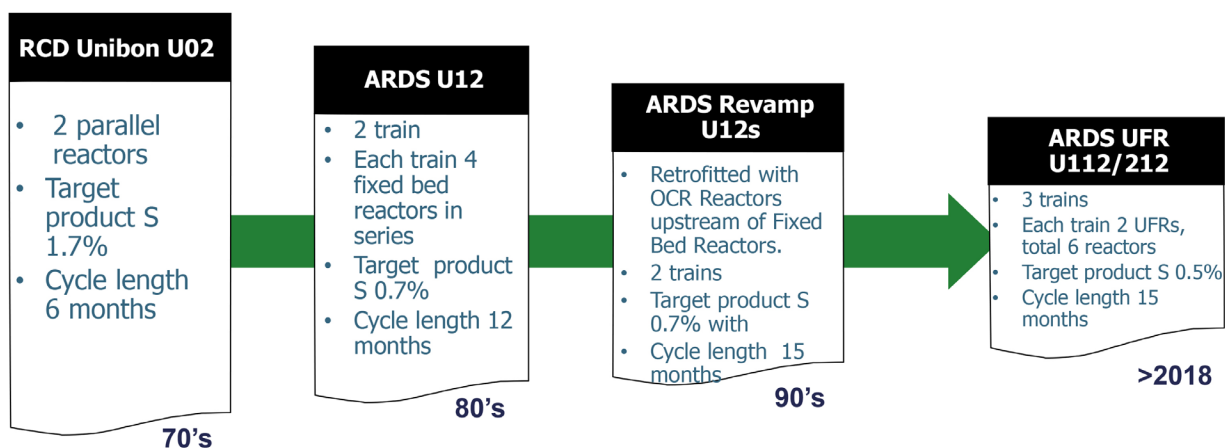 RCD Unibon U02
• 2 parallel
reactors
• Target
product S
1.7%
• Cycle length
6 months
70's
ARDS U12
• 2 train
• Each train 4
fixed bed
reactors in
series
• Target product
S 0.7%
• Cycle length 12
months
80's
ARDS Revamp
U12s
• Retrofitted with
OCR Reactors
upstream of Fixed
Bed Reactors.
• 2 trains
• Target product S
0.7% with
• Cycle length 15
months
90's
ARDS UFR
U112/212
• 3 trains
• Each train 2 UFRs,
total 6 reactors
• Target product S 0.5%
• Cycle length 15
months
>2018